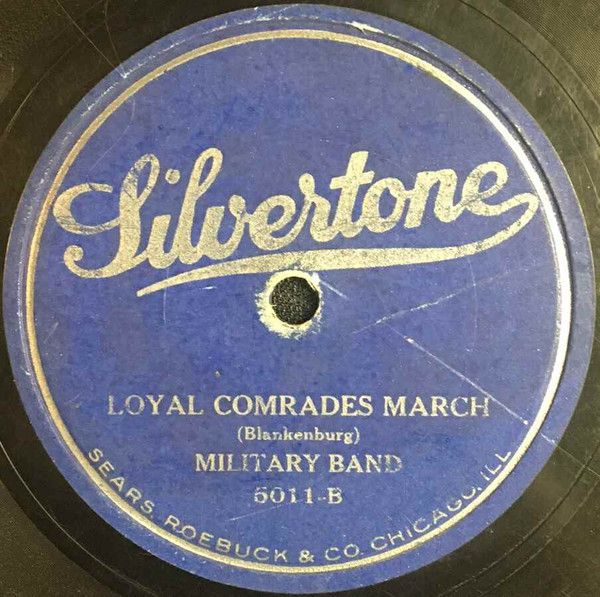 Silvertone
LOYAL COMRADES MARCH
(Blankenburg)
MILITARY BAND
5011-B
SEARS, ROEBUCK & CO. CHICAGO, ILL